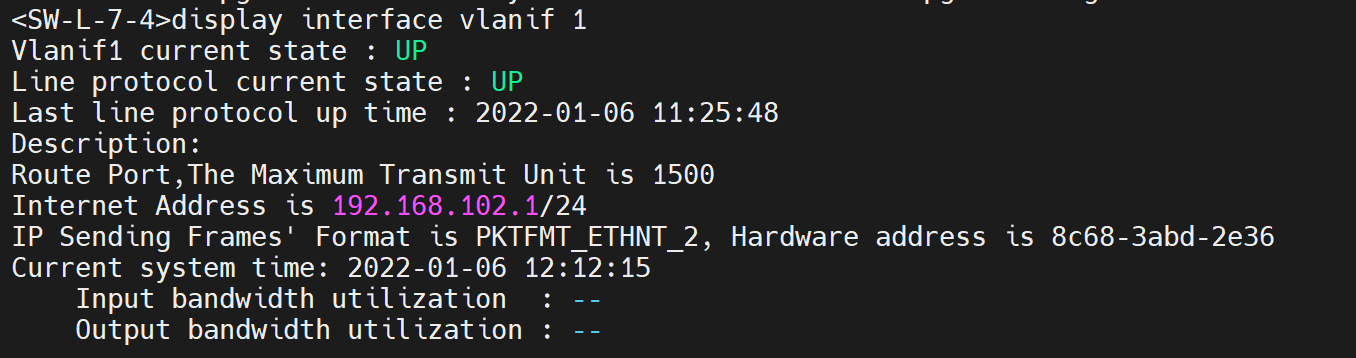 <SW-L-7-4>display interface vlanif 1
Vlanif1 current state : UP
Line protocol current state : UP
Last line protocol up time : 2022-01-06 11:25:48
Description:
Route Port,The Maximum Transmit Unit is 1500
Internet Address is 192.168.102.1/24
IP Sending Frames' Format is PKTFMT_ETHNT_2, Hardware address is 8c68-3abd-2e36
Current system time: 2022-01-06 12:12:15
    Input bandwidth utilization  : --
    Output bandwidth utilization : --